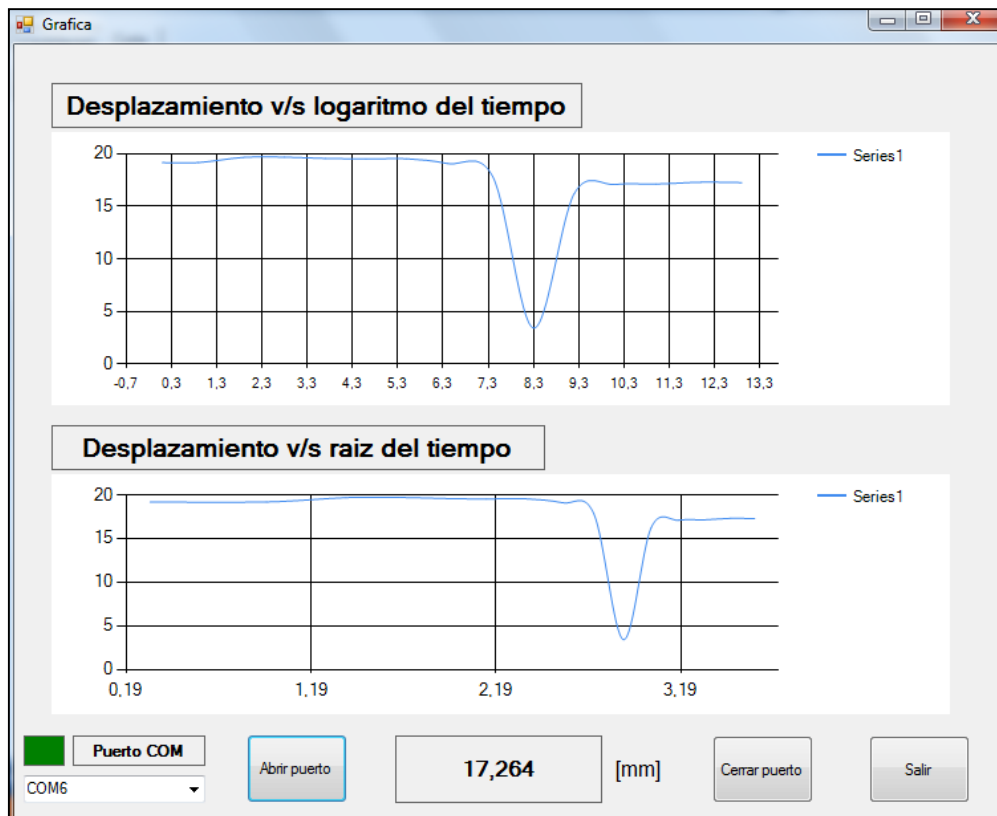 Grafica
Desplazamiento v/s logaritmo del tiempo
20
15
10
5
0
-0,7 0,3 1,3 2,3 3,3 4,3 5,3 6,3 7,3 8,3 9,3 10,3 11,3 12,3 13,3
Series1
Desplazamiento v/s raiz del tiempo
20
15
10
5
0
0,19 1,19 2,19 3,19
Series1
Puerto COM
COM6
Abrir puerto
17,264
[mm]
Cerrar puerto
Salir